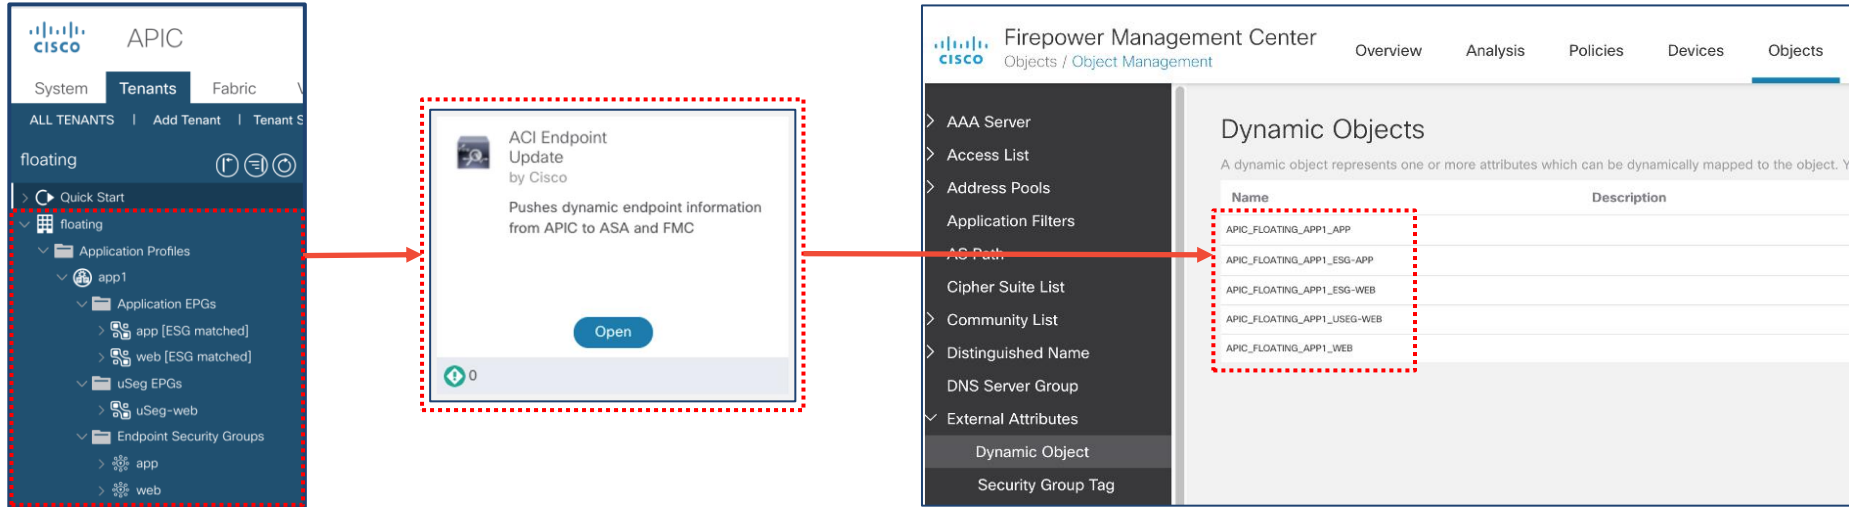 CISCO
APIC
System Tenants Fabric
ALL TENANTS | Add Tenant | Tenant S
floating
Quick Start
floating
Application Profiles
app1
Application EPGs
app [ESG matched]
web [ESG matched]
uSeg EPGs
uSeg-web
Endpoint Security Groups
app
web
ACI Endpoint
Update
by Cisco
Pushes dynamic endpoint information
from APIC to ASA and FMC
Open
0
CISCO
Firepower Management Center
Objects / Object Management
Overview Analysis Policies Devices Objects
AAA Server
Access List
Address Pools
Application Filters
AS Path
Cipher Suite List
Community List
Distinguished Name
DNS Server Group
External Attributes
Dynamic Object
Security Group Tag
Dynamic Objects
A dynamic object represents one or more attributes which can be dynamically mapped to the object. Y
Name Description
APIC_FLOATING_APP1_APP
APIC_FLOATING_APP1_ESG-APP
APIC_FLOATING_APP1_ESG-WEB
APIC_FLOATING_APP1_USEG-WEB
APIC_FLOATING_APP1_WEB